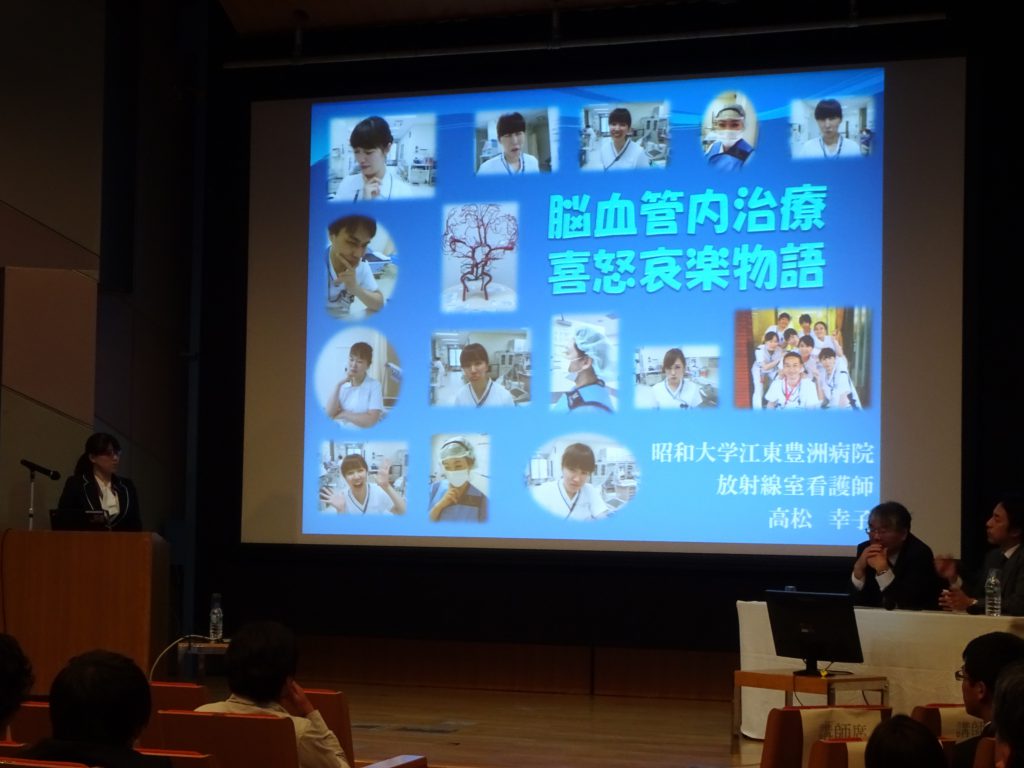 脳血管内治療
喜怒哀楽物語
昭和大学江東豊洲病院
放射線室看護師
高松 幸子
講師席
講師